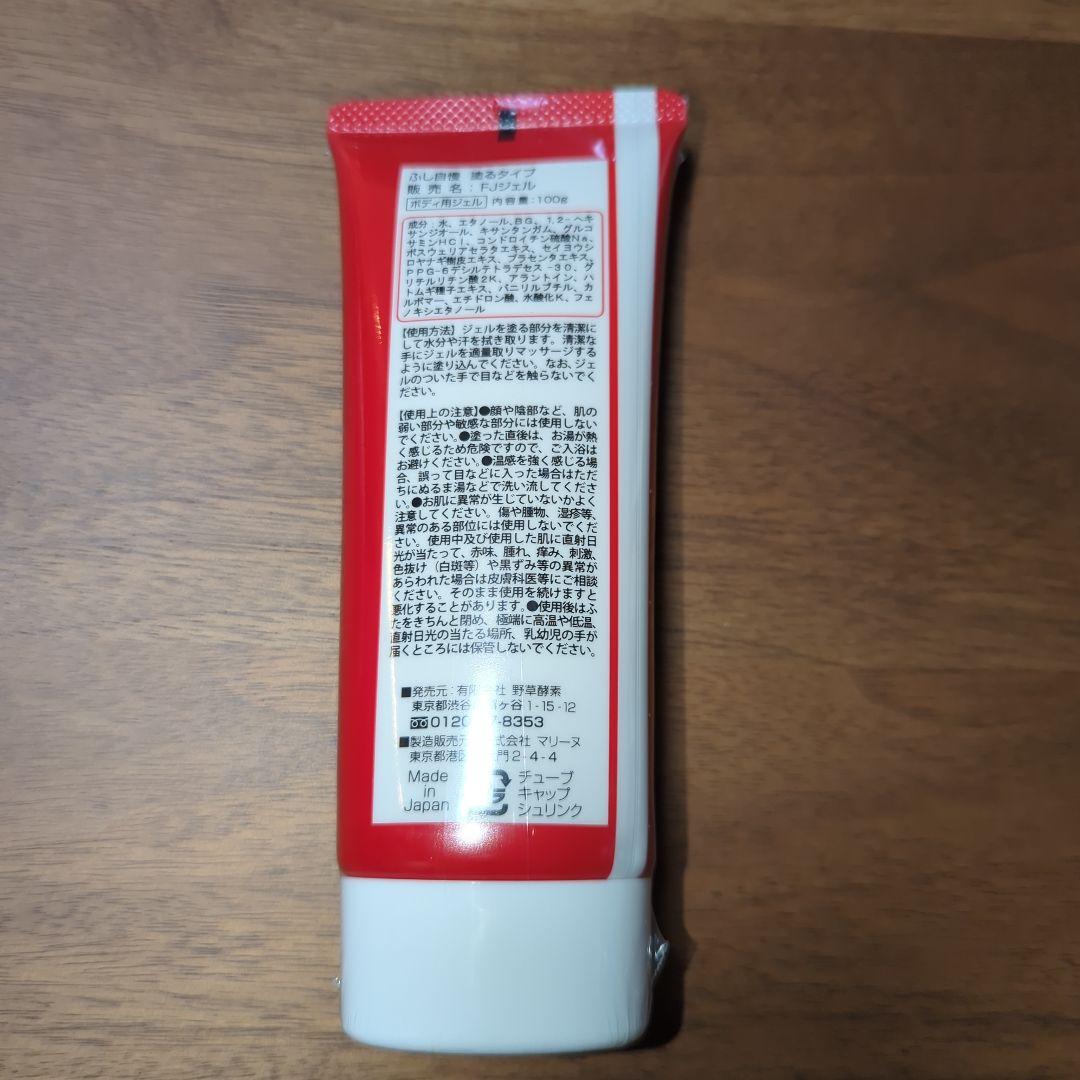 ふし自慢 塗るタイプ
販売名：FJジェル
ボディ用ジェル 内容量：100g
成分：水、エタノール、BG、1,2-ヘキ
サンジオール、キサンタンガム、グルコ
サミンHCl、コンドロイチン硫酸Na、
ボスウェリアセラタエキス、セイヨウシ
ロヤナギ樹皮エキス、プラセンタエキス、
PPG-6デシルテトラデセス-30、グ
リチルリチン酸2K、アラントイン、ハ
トムギ種子エキス、バニリルブチル、カ
ルボマー、エチドロン酸、水酸化K、フェ
ノキシエタノール
【使用方法】ジェルを塗る部分を清潔に
して水分や汗を拭き取ります。清潔な
手にジェルを適量取りマッサージする
ように塗り込んでください。なお、ジェ
ルのついた手で目などを触らないでく
ださい。
【使用上の注意】●顔や陰部など、肌の
弱い部分や敏感な部分には使用しない
でください。●塗った直後は、お湯が熱
く感じるため危険ですので、ご入浴は
お避けください。●温感を強く感じる場
合、誤って目などに入った場合はただ
ちにぬるま湯などで洗い流してくださ
い。●お肌に異常が生じていないかよく
注意してください。傷や腫物、湿疹等、
異常のある部位には使用しないでくだ
さい。使用中及び使用した肌に直射日
光が当たって、赤味、腫れ、痒み、刺激、
色抜け（白斑等）や黒ずみ等の異常が
あらわれた場合は皮膚科医等にご相談
ください。そのまま使用を続けますと
悪化することがあります。●使用後はふ
たをきちんと閉め、極端に高温や低温、
直射日光の当たる場所、乳幼児の手が
届くところには保管しないでください。
■発売元：有限 野草酵素
東京都渋谷 ヶ谷1-15-12
0120 7-8353
■製造販売元 式会社 マリーヌ
東京都港区 門2-4-4
Made
in
Japan
チューブ
キャップ
シュリンク